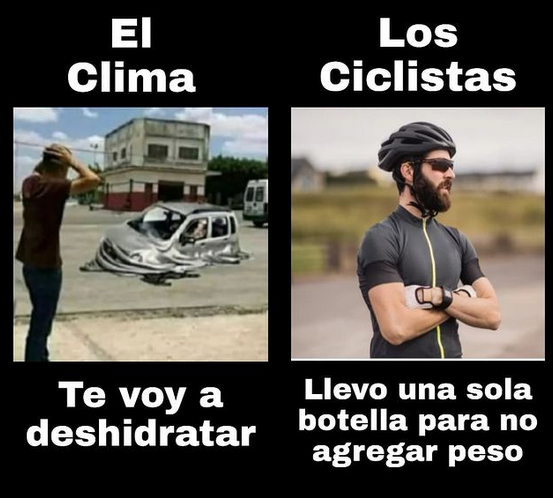 El
Clima
Te voy a
deshidratar
Los
Ciclistas
Llevo una sola
botella para no
agregar peso